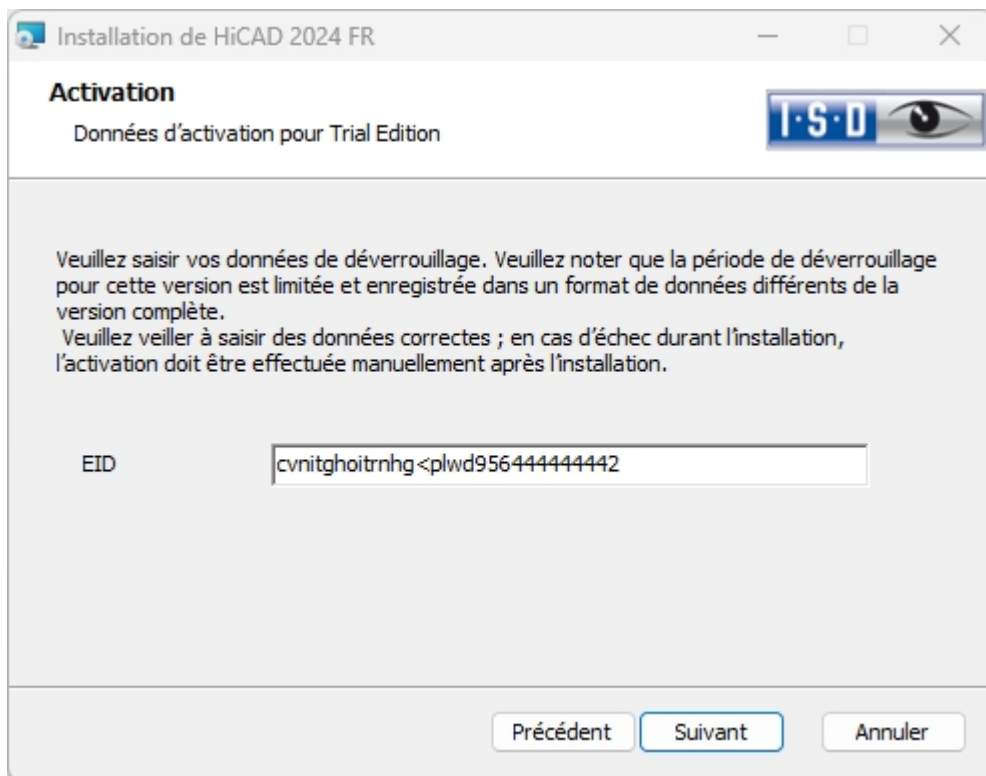 Installation de HiCAD 2024 FR
Activation
Données d’activation pour Trial Edition
I·S·D
Veuillez saisir vos données de déverrouillage. Veuillez noter que la période de déverrouillage
pour cette version est limitée et enregistrée dans un format de données différents de la
version complète.
Veuillez veiller à saisir des données correctes ; en cas d’échec durant l’installation,
l’activation doit être effectuée manuellement après l’installation.
EID
cvnitghoitrnhg<plwd956444444442
Précédent
Suivant
Annuler